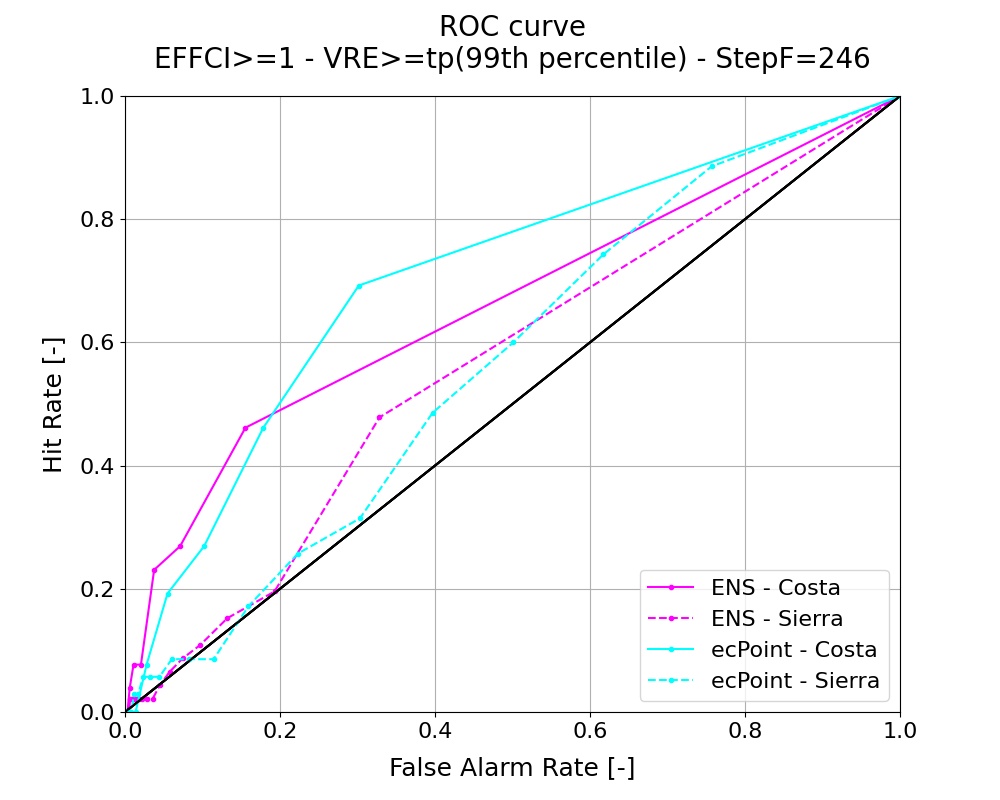 ROC curve
EFFCI>=1 - VRE>=tp(99th percentile) - StepF=246
1.0
0.8
0.6
0.4
0.2
0.0
Hit Rate [-]
0.0 0.2 0.4 0.6 0.8 1.0
False Alarm Rate [-]
ENS - Costa
ENS - Sierra
ecPoint - Costa
ecPoint - Sierra